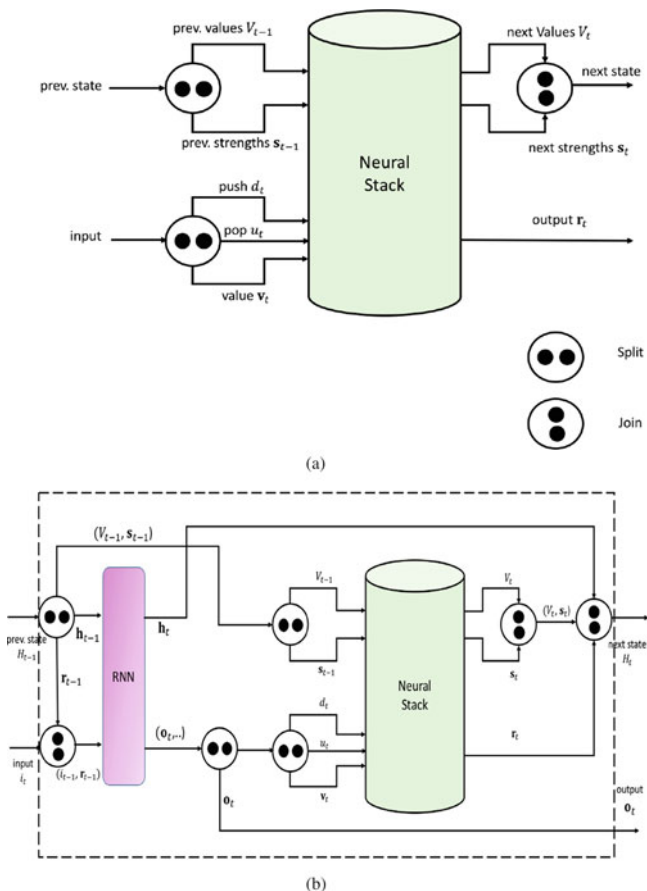 prev. values V_{t−1}
next Values V_t
prev. state
next state
prev. strengths s_{t−1}
next strengths s_t
Neural
Stack
push d_t
input
pop u_t
output r_t
value v_t
Split
Join
(a)
(V_{t−1}, s_{t−1})
V_{t−1}
V_t
(V_t, s_t)
prev. state
H_{t−1}
h_{t−1}
h_t
next state
H_t
s_{t−1}
s_t
r_{t−1}
RNN
Neural
Stack
d_t
(o_t,..)
u_t
r_t
input
i_t
(i_{t−1}, r_{t−1})
v_t
o_t
output
o_t
(b)